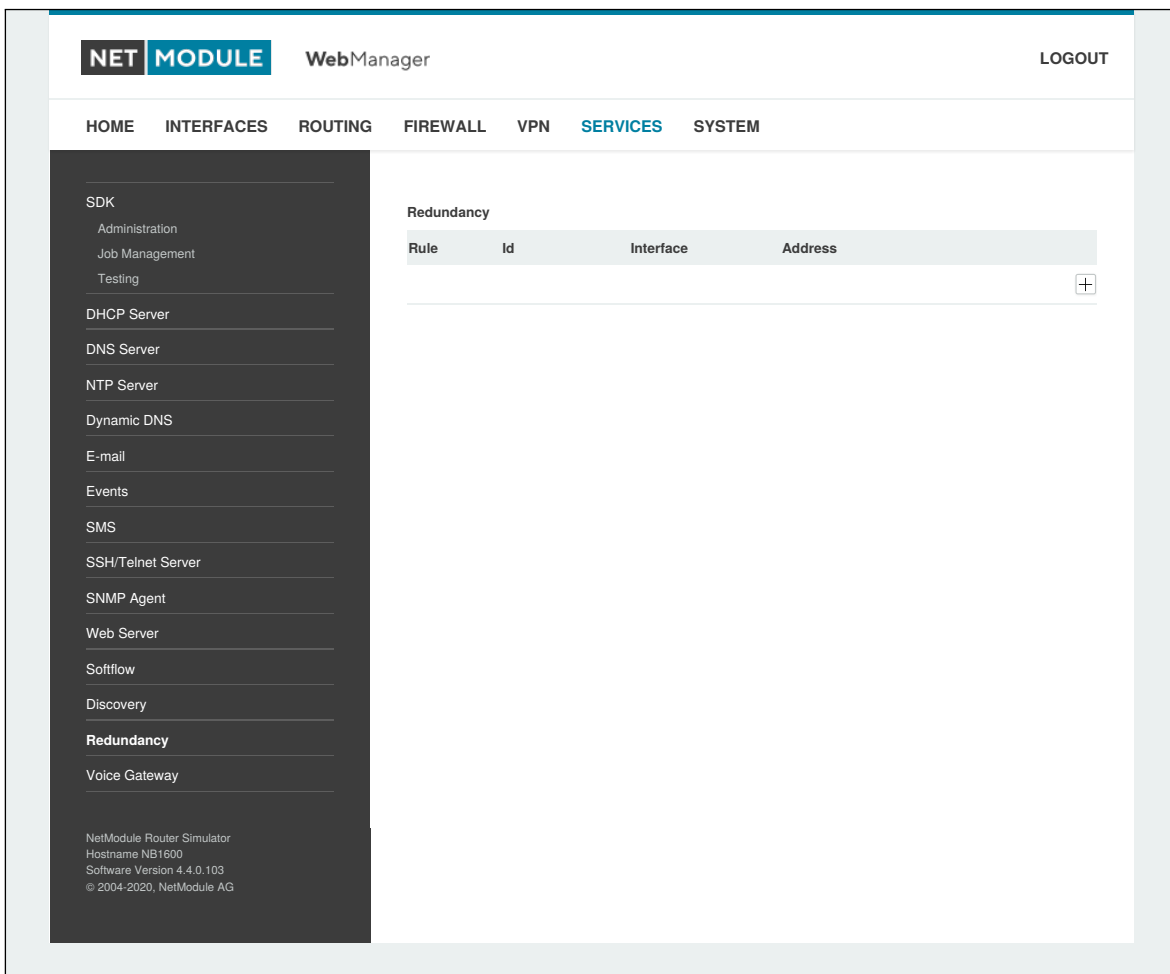 NET MODULE WebManager LOGOUT
HOME INTERFACES ROUTING FIREWALL VPN SERVICES SYSTEM
SDK
Administration
Job Management
Testing
DHCP Server
DNS Server
NTP Server
Dynamic DNS
E-mail
Events
SMS
SSH/Telnet Server
SNMP Agent
Web Server
Softflow
Discovery
Redundancy
Voice Gateway
NetModule Router Simulator
Hostname NB1600
Software Version 4.4.0.103
© 2004-2020, NetModule AG
Redundancy
Rule Id Interface Address